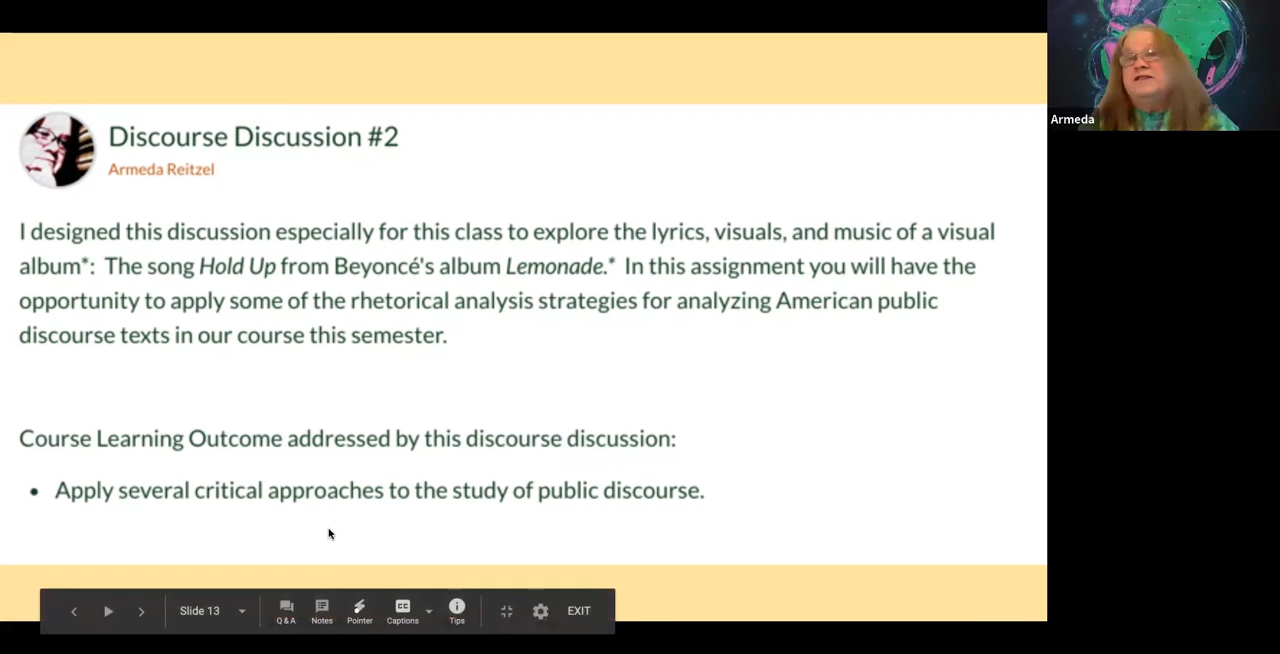 Discourse Discussion #2
Armeda Reitzel
I designed this discussion especially for this class to explore the lyrics, visuals, and music of a visual
album*: The song Hold Up from Beyoncé's album Lemonade.* In this assignment you will have the
opportunity to apply some of the rhetorical analysis strategies for analyzing American public
discourse texts in our course this semester.
Course Learning Outcome addressed by this discourse discussion:
• Apply several critical approaches to the study of public discourse.
Armeda
Slide 13
Q & A
Notes
Pointer
CC
Captions
Tips
EXIT